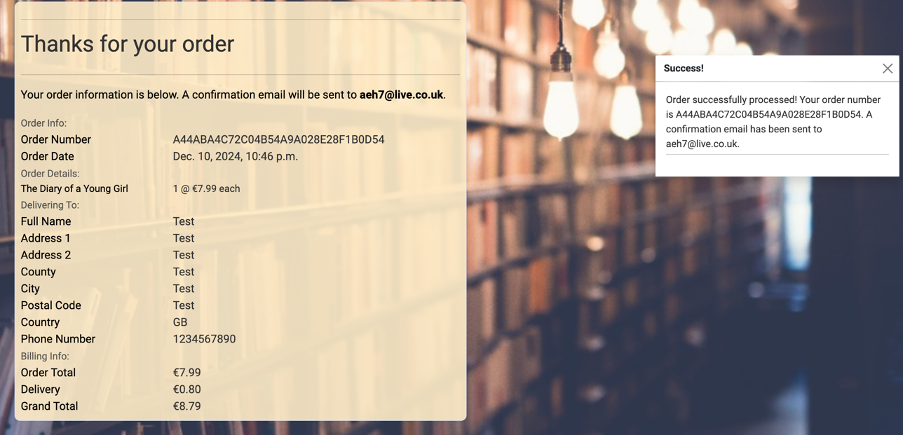 Thanks for your order
Your order information is below. A confirmation email will be sent to aeh7@live.co.uk.
Order Info:
Order Number A44ABA4C72C04B54A9A028E28F1B0D54
Order Date Dec. 10, 2024, 10:46 p.m.
Order Details:
The Diary of a Young Girl 1 @ €7.99 each
Delivering To:
Full Name Test
Address 1 Test
Address 2 Test
County Test
City Test
Postal Code Test
Country GB
Phone Number 1234567890
Billing Info:
Order Total €7.99
Delivery €0.80
Grand Total €8.79
Success!
Order successfully processed! Your order number
is A44ABA4C72C04B54A9A028E28F1B0D54. A
confirmation email has been sent to
aeh7@live.co.uk.